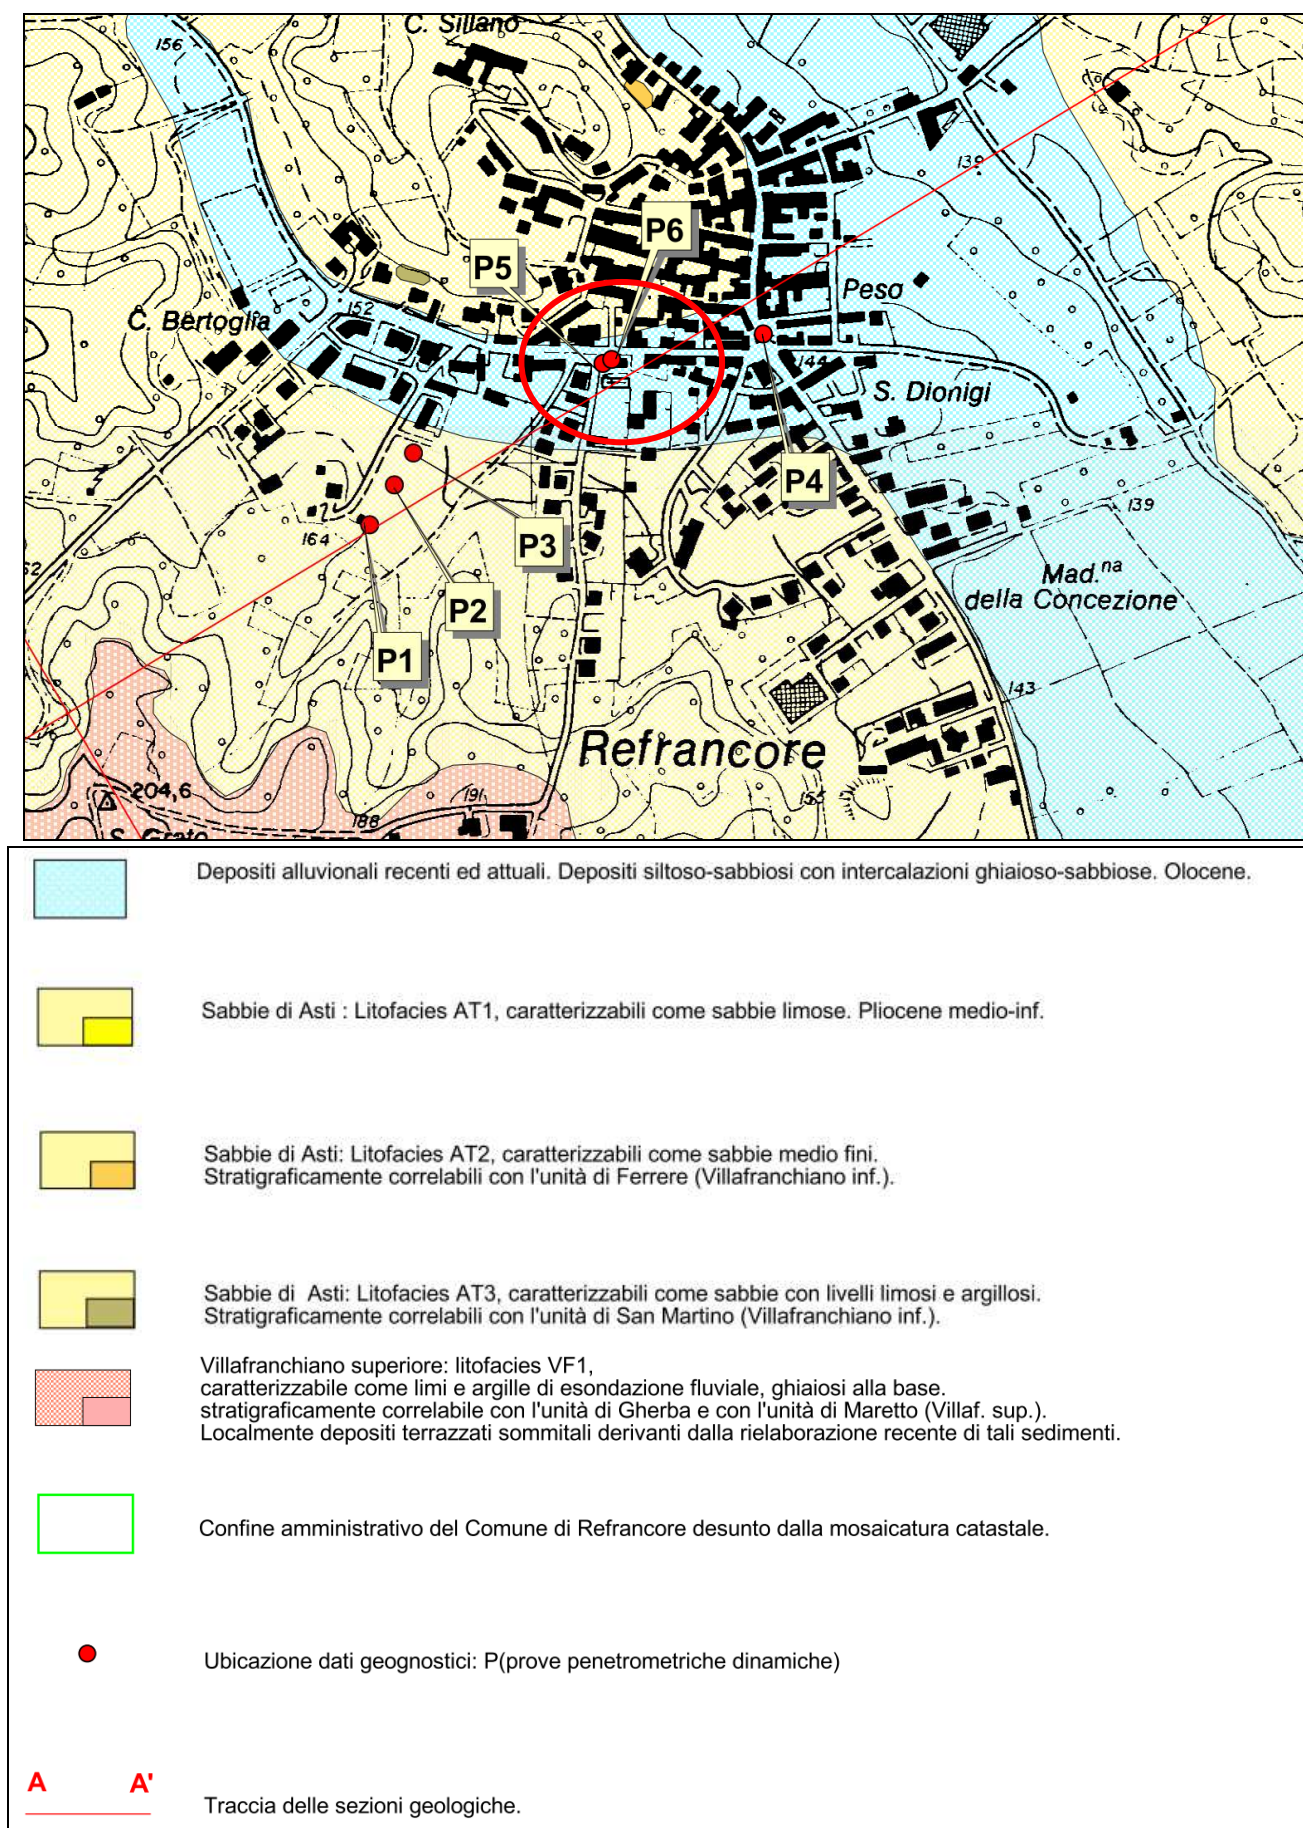 C. Sillano
156
139
P6
P5
Peso
152
C. Bertoglia
144
S. Dionigi
P4
139
P3
164
62
Mad.na
della Concezione
P2
P1
143
Refrancore
204,6
191
155
188
S. Grato
Depositi alluvionali recenti ed attuali. Depositi siltoso-sabbiosi con intercalazioni ghiaioso-sabbiose. Olocene.
Sabbie di Asti : Litofacies AT1, caratterizzabili come sabbie limose. Pliocene medio-inf.
Sabbie di Asti: Litofacies AT2, caratterizzabili come sabbie medio fini.
Stratigraficamente correlabili con l'unità di Ferrere (Villafranchiano inf.).
Sabbie di Asti: Litofacies AT3, caratterizzabili come sabbie con livelli limosi e argillosi.
Stratigraficamente correlabili con l'unità di San Martino (Villafranchiano inf.).
Villafranchiano superiore: litofacies VF1,
caratterizzabile come limi e argille di esondazione fluviale, ghiaiosi alla base.
stratigraficamente correlabile con l'unità di Gherba e con l'unità di Maretto (Villaf. sup.).
Localmente depositi terrazzati sommitali derivanti dalla rielaborazione recente di tali sedimenti.
Confine amministrativo del Comune di Refrancore desunto dalla mosaicatura catastale.
Ubicazione dati geognostici: P(prove penetrometriche dinamiche)
A A'
Traccia delle sezioni geologiche.